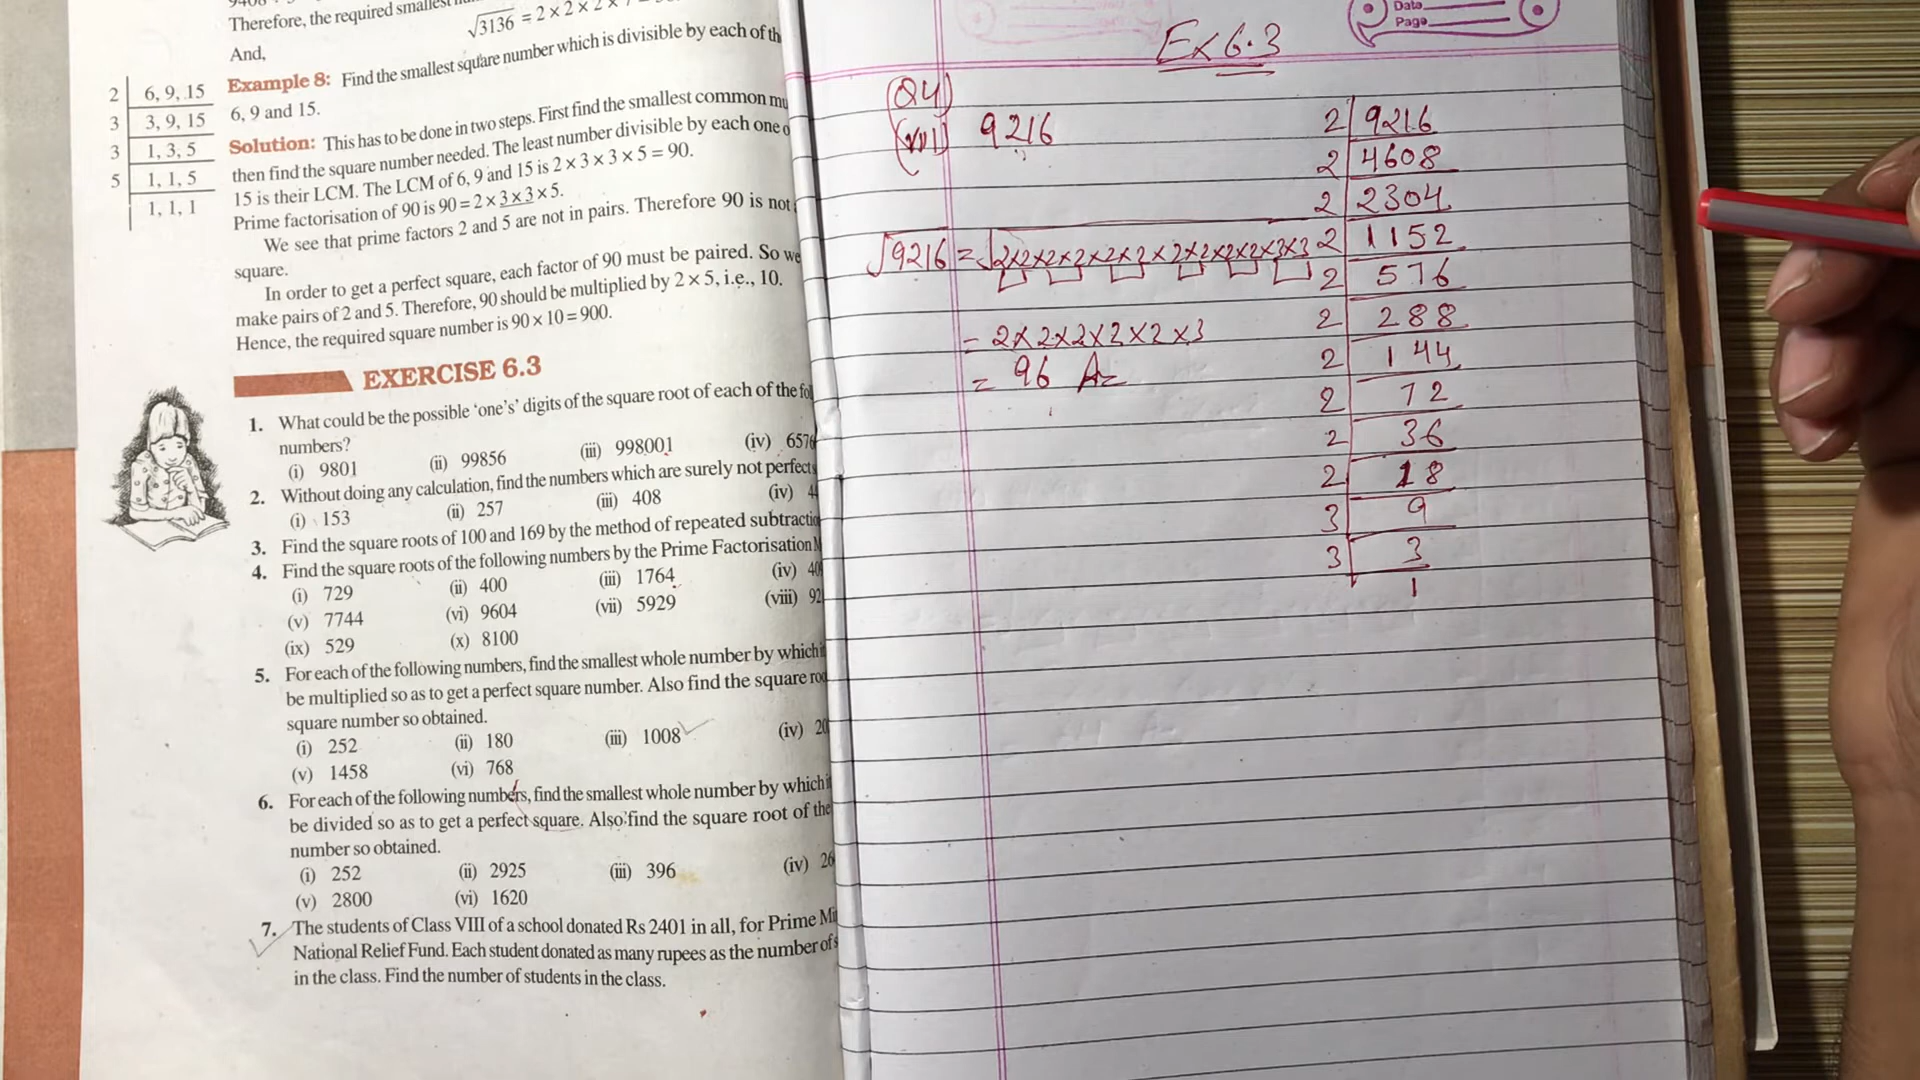 Therefore, the required smallest
√3136 = 2 × 2 × 2 ×
And,
Example 8: Find the smallest square number which is divisible by each of th
6, 9 and 15.
2 6, 9, 15
3 3, 9, 15
3 1, 3, 5
5 1, 1, 5
1, 1, 1
Solution: This has to be done in two steps. First find the smallest common mu
then find the square number needed. The least number divisible by each one o
15 is their LCM. The LCM of 6, 9 and 15 is 2 × 3 × 3 × 5 = 90.
Prime factorisation of 90 is 90 = 2 × 3 × 3 × 5.
We see that prime factors 2 and 5 are not in pairs. Therefore 90 is not
square.
In order to get a perfect square, each factor of 90 must be paired. So we
make pairs of 2 and 5. Therefore, 90 should be multiplied by 2 × 5, i.e., 10.
Hence, the required square number is 90 × 10 = 900.
EXERCISE 6.3
1. What could be the possible ‘one’s’ digits of the square root of each of the fol
numbers?
(i) 9801 (ii) 99856 (iii) 998001 (iv) 6576
2. Without doing any calculation, find the numbers which are surely not perfect
(i) 153 (ii) 257 (iii) 408 (iv) 4
3. Find the square roots of 100 and 169 by the method of repeated subtractio
4. Find the square roots of the following numbers by the Prime Factorisation M
(i) 729 (ii) 400 (iii) 1764 (iv) 40
(v) 7744 (vi) 9604 (vii) 5929 (viii) 92
(ix) 529 (x) 8100
5. For each of the following numbers, find the smallest whole number by which it
be multiplied so as to get a perfect square number. Also find the square roo
square number so obtained.
(i) 252 (ii) 180 (iii) 1008 (iv) 20
(v) 1458 (vi) 768
6. For each of the following numbers, find the smallest whole number by which it
be divided so as to get a perfect square. Also find the square root of the
number so obtained.
(i) 252 (ii) 2925 (iii) 396 (iv) 26
(v) 2800 (vi) 1620
7. The students of Class VIII of a school donated Rs 2401 in all, for Prime Mi
National Relief Fund. Each student donated as many rupees as the number of s
in the class. Find the number of students in the class.
Date
Page
Ex 6.3
Q4
(viii) 9216
√9216 = √2×2×2×2×2×2×2×2×2×2×3×3
= 2×2×2×2×2×3
= 96
2 9216
2 4608
2 2304
2 1152
2 576
2 288
2 144
2 72
2 36
2 18
3 9
3 3
1